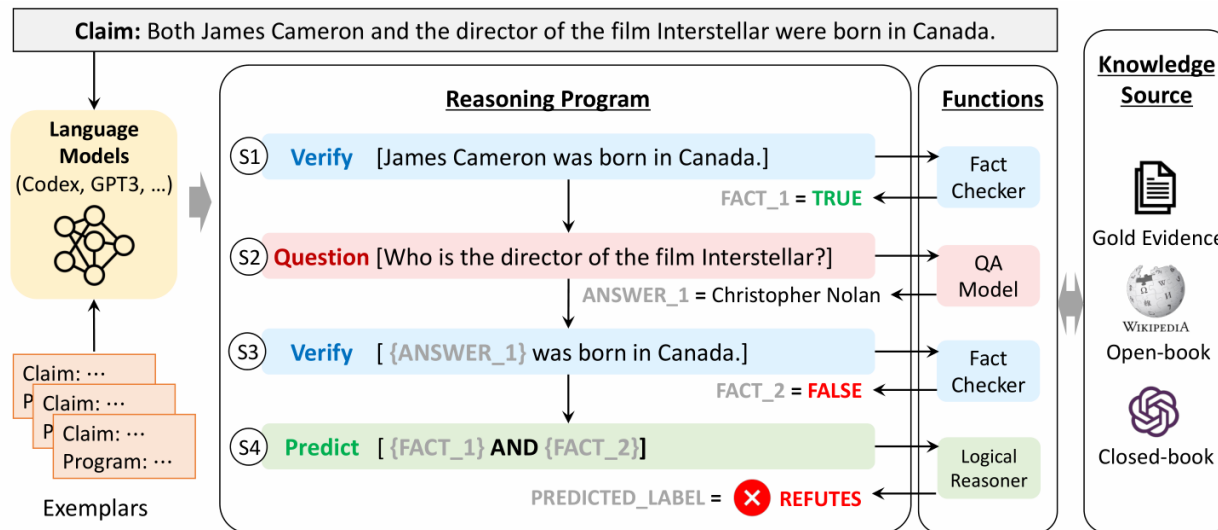 Claim: Both James Cameron and the director of the film Interstellar were born in Canada.
Language
Models
(Codex, GPT3, …)
Claim: ⋯
P
Claim: ⋯
P
Claim: ⋯
Program: ⋯
Exemplars
Reasoning Program
S1 Verify [James Cameron was born in Canada.]
FACT_1 = TRUE
S2 Question [Who is the director of the film Interstellar?]
ANSWER_1 = Christopher Nolan
S3 Verify [ {ANSWER_1} was born in Canada.]
FACT_2 = FALSE
S4 Predict [ {FACT_1} AND {FACT_2}]
PREDICTED_LABEL = REFUTES
Functions
Fact
Checker
QA
Model
Fact
Checker
Logical
Reasoner
Knowledge
Source
Gold Evidence
WIKIPEDIA
Open-book
Closed-book